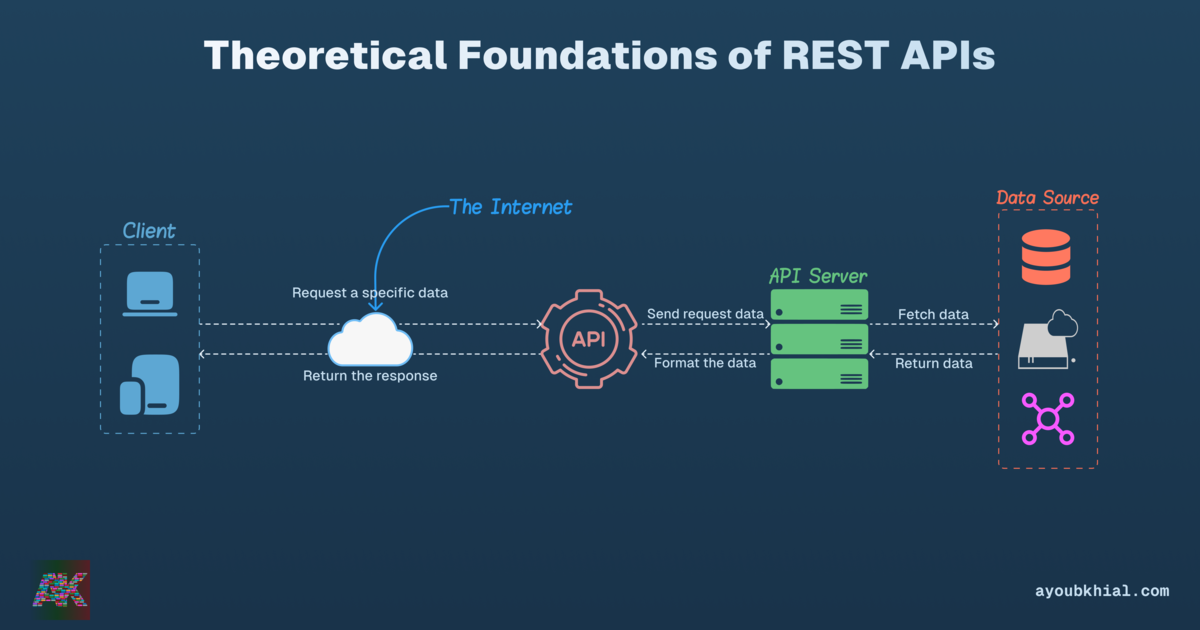 Theoretical Foundations of REST APIs
Data Source
The Internet
Client
API Server
Request a specific data
Send request data
Fetch data
API
Format the data
Return data
Return the response
AK
ayoubkhial.com